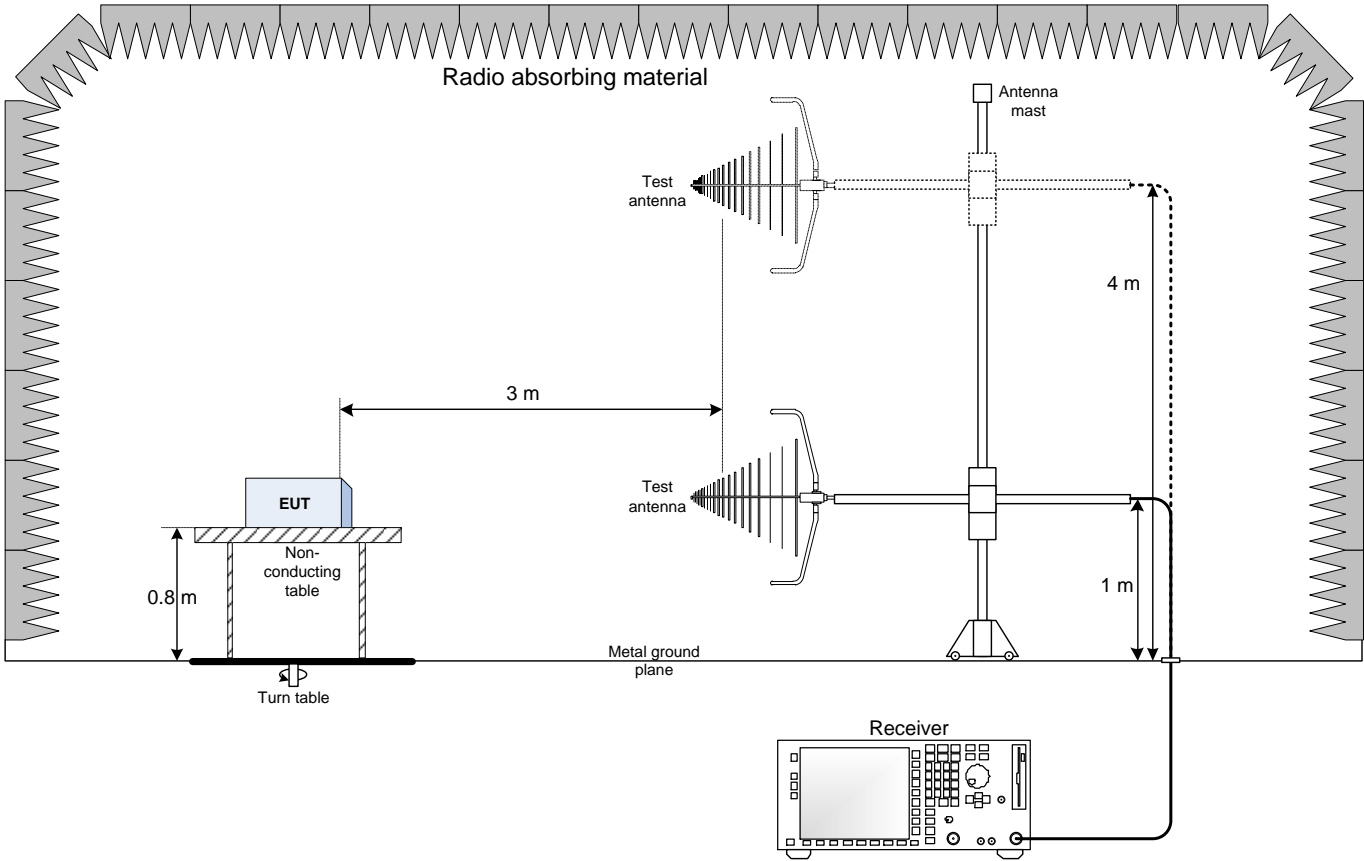 Radio absorbing material
Antenna
mast
Test
antenna
4 m
3 m
Test
antenna
EUT
Non-
conducting
table
0.8 m
1 m
Metal ground
plane
Turn table
Receiver